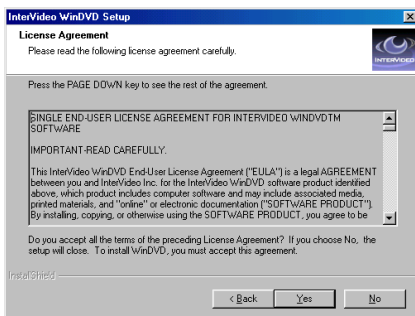 InterVideo WinDVD Setup
License Agreement
Please read the following license agreement carefully.
INTERVIDEO
Press the PAGE DOWN key to see the rest of the agreement.
SINGLE END-USER LICENSE AGREEMENT FOR INTERVIDEO WINDVDTM
SOFTWARE
IMPORTANT-READ CAREFULLY.
This InterVideo WinDVD End-User License Agreement ("EULA") is a legal AGREEMENT
between you and InterVideo Inc. for the InterVideo WinDVD software product identified
above, which product includes computer software and may include associated media,
printed materials, and "online" or electronic documentation ("SOFTWARE PRODUCT").
By installing, copying, or otherwise using the SOFTWARE PRODUCT, you agree to be
Do you accept all the terms of the preceding License Agreement? If you choose No, the
setup will close. To install WinDVD, you must accept this agreement.
InstallShield
< Back Yes No